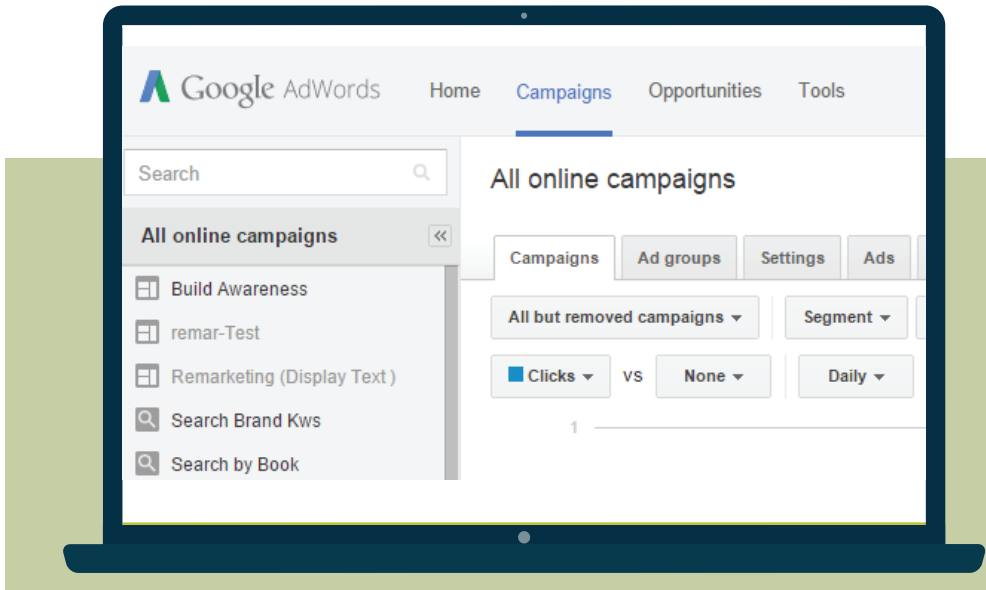 Google AdWords Home Campaigns Opportunities Tools
Search
All online campaigns
Build Awareness
remar-Test
Remarketing (Display Text )
Search Brand Kws
Search by Book
All online campaigns
Campaigns Ad groups Settings Ads
All but removed campaigns Segment
Clicks VS None Daily
1